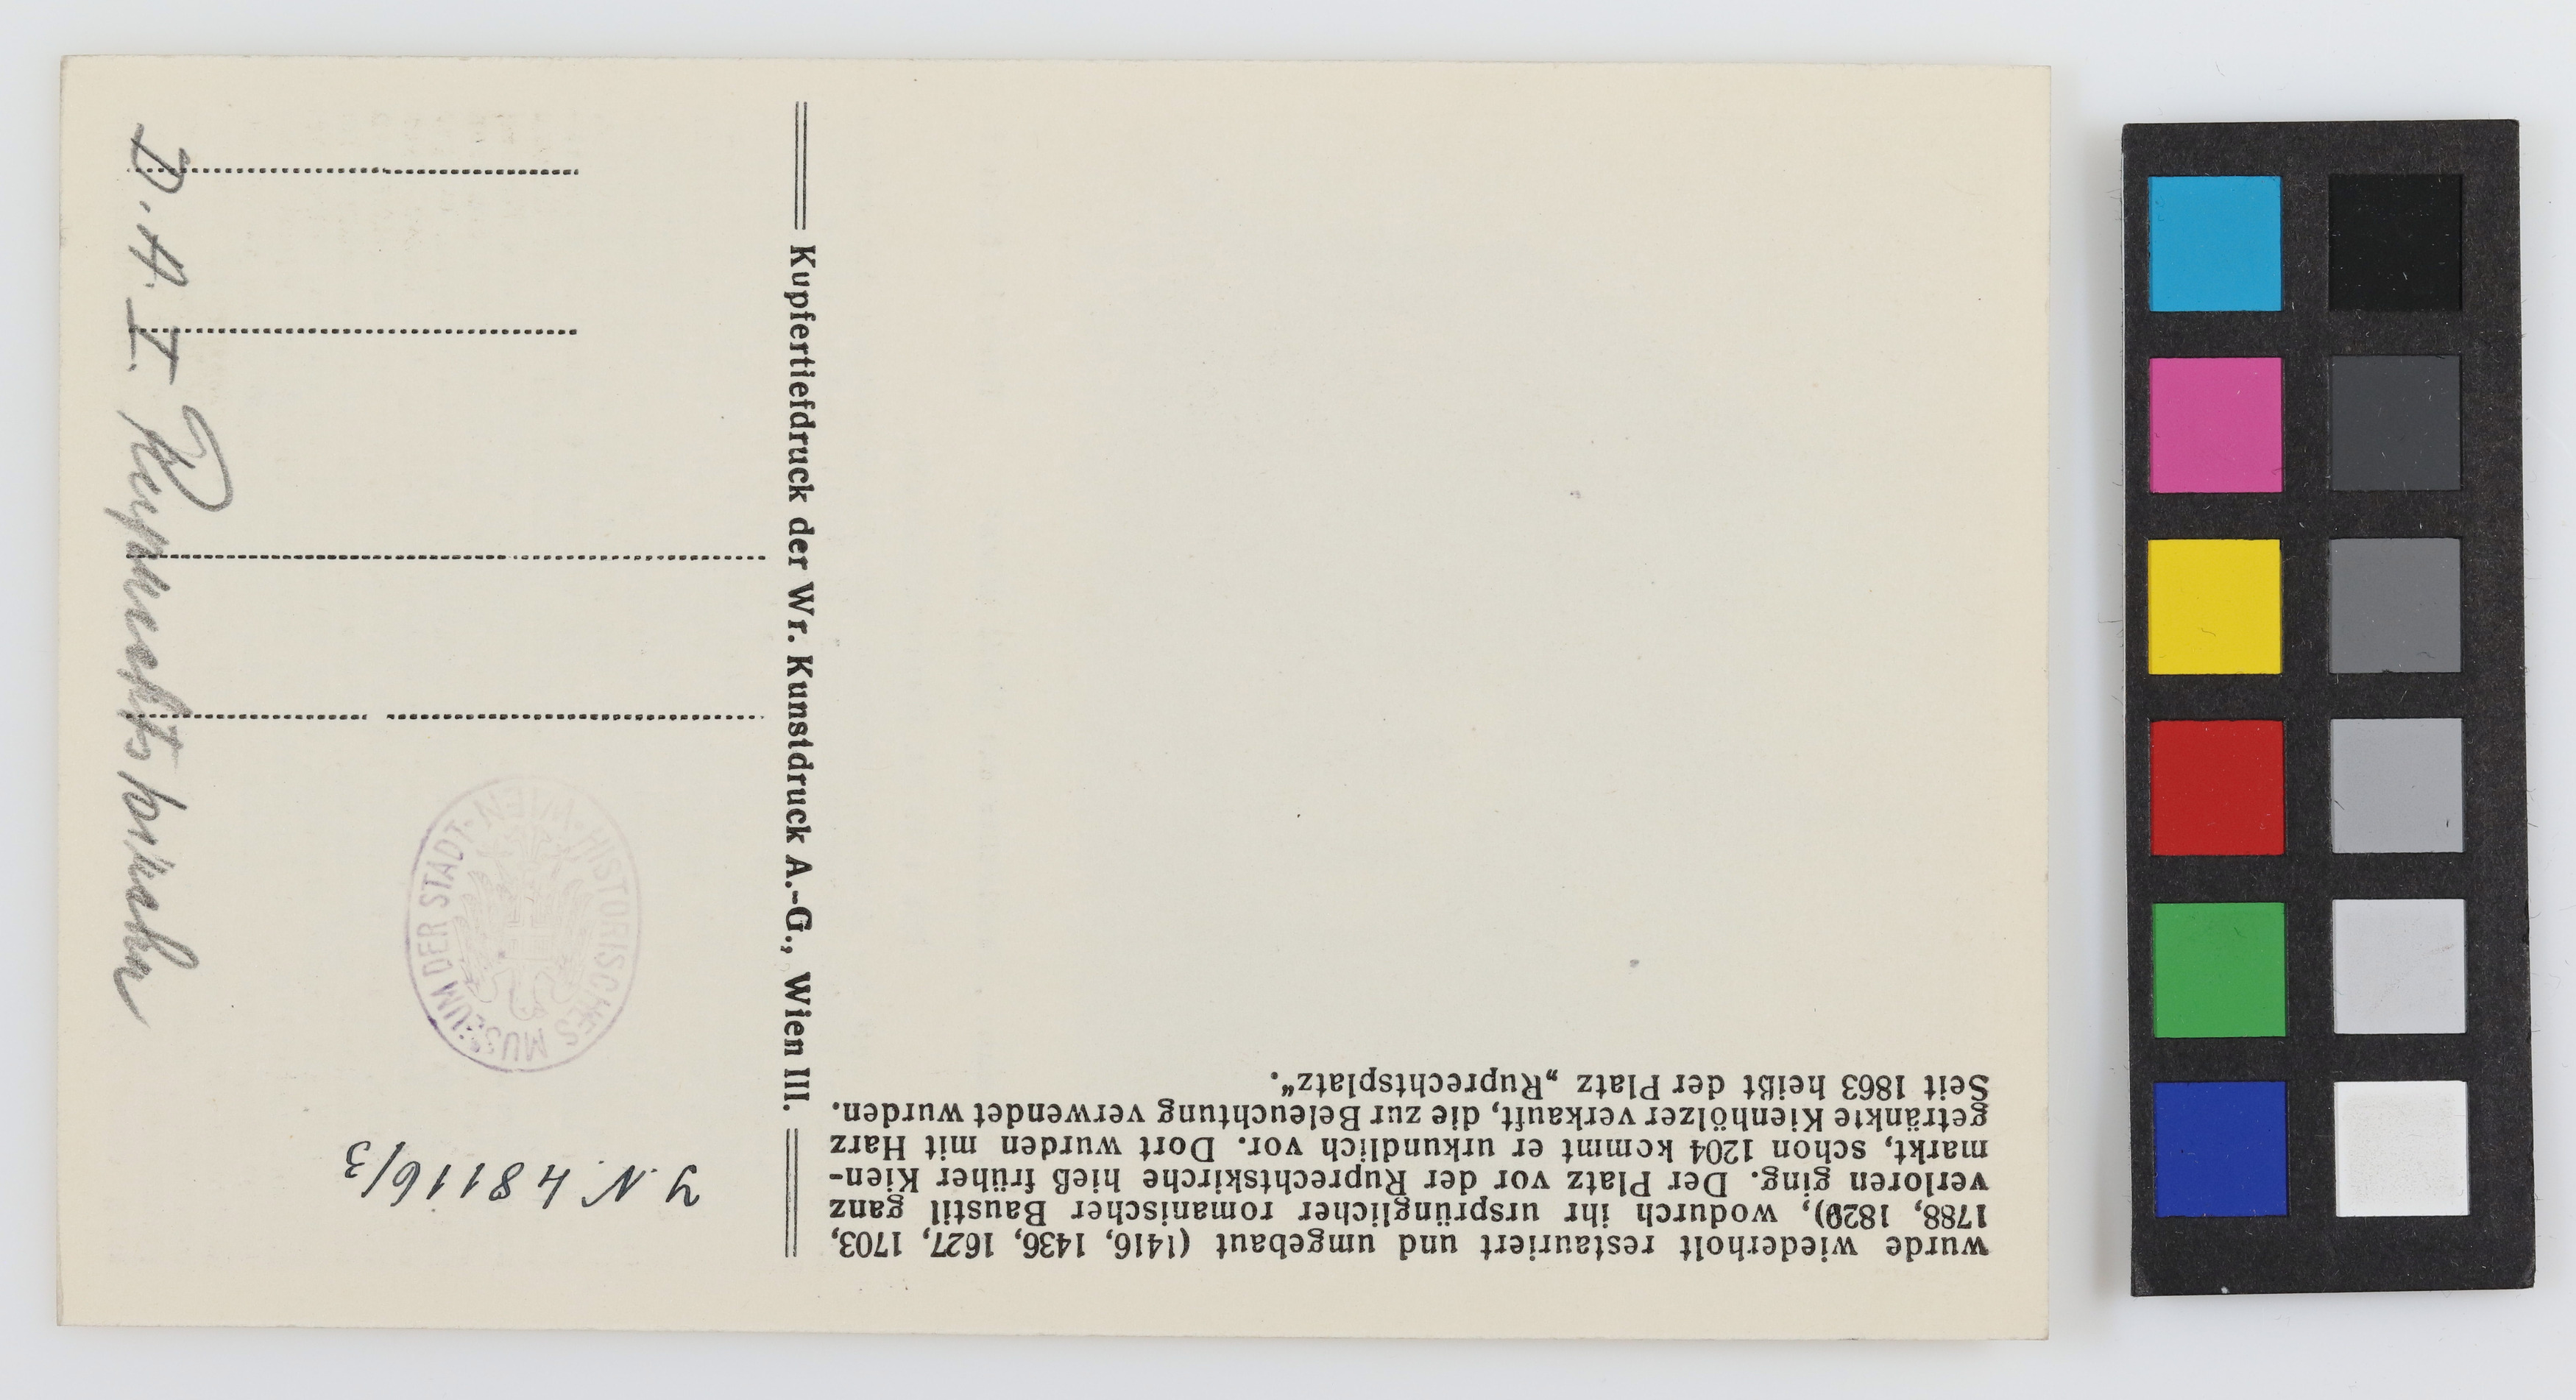 wurde wiederholt restauriert und umgebaut (1416, 1436, 1627, 1703,
1788, 1829), wodurch ihr ursprünglicher romanischer Baustil ganz
verloren ging. Der Platz vor der Ruprechtskirche hieß früher Kien-
markt, schon 1204 kommt er urkundlich vor. Dort wurden mit Harz
getränkte Kienhölzer verkauft, die zur Beleuchtung verwendet wurden.
Seit 1863 heißt der Platz „Ruprechtsplatz“.
Kupfertiefdruck der Wr. Kunstdruck A.-G., Wien III.
J.N. 48116/3
HISTORISCHES MUSEUM DER STADT WIEN
D. A. I. Ruprechtskirche